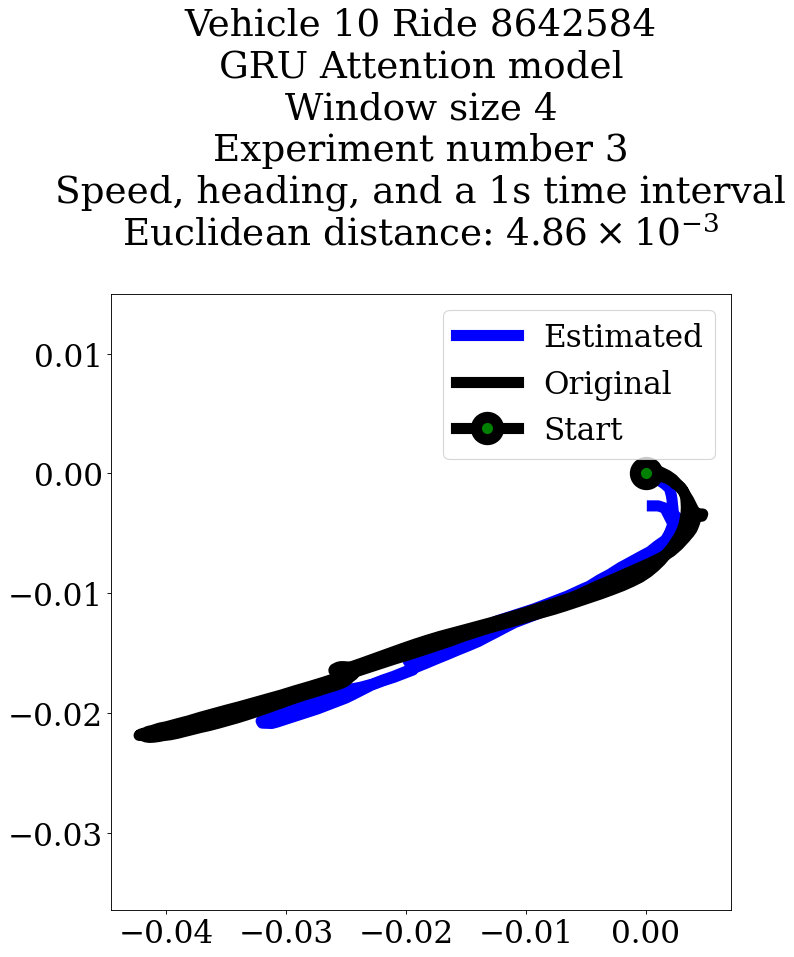 Vehicle 10 Ride 8642584
GRU Attention model
Window size 4
Experiment number 3
Speed, heading, and a 1s time interval
Euclidean distance: 4.86 × 10⁻³
Estimated
Original
Start
0.01
0.00
−0.01
−0.02
−0.03
−0.04 −0.03 −0.02 −0.01 0.00